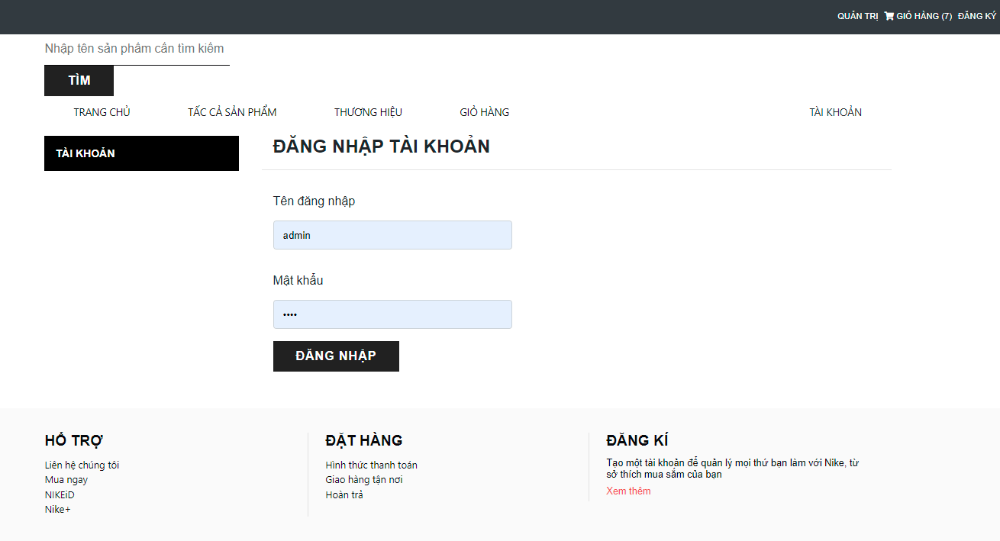 QUẢN TRỊ GIỎ HÀNG (7) ĐĂNG KÝ
Nhập tên sản phẩm cần tìm kiếm
TÌM
TRANG CHỦ TẤC CẢ SẢN PHẨM THƯƠNG HIỆU GIỎ HÀNG TÀI KHOẢN
TÀI KHOẢN
ĐĂNG NHẬP TÀI KHOẢN
Tên đăng nhập
admin
Mật khẩu
••••
ĐĂNG NHẬP
HỖ TRỢ
Liên hệ chúng tôi
Mua ngay
NIKEiD
Nike+
ĐẶT HÀNG
Hình thức thanh toán
Giao hàng tận nơi
Hoàn trả
ĐĂNG KÍ
Tạo một tài khoản để quản lý mọi thứ bạn làm với Nike, từ
sở thích mua sắm của bạn
Xem thêm